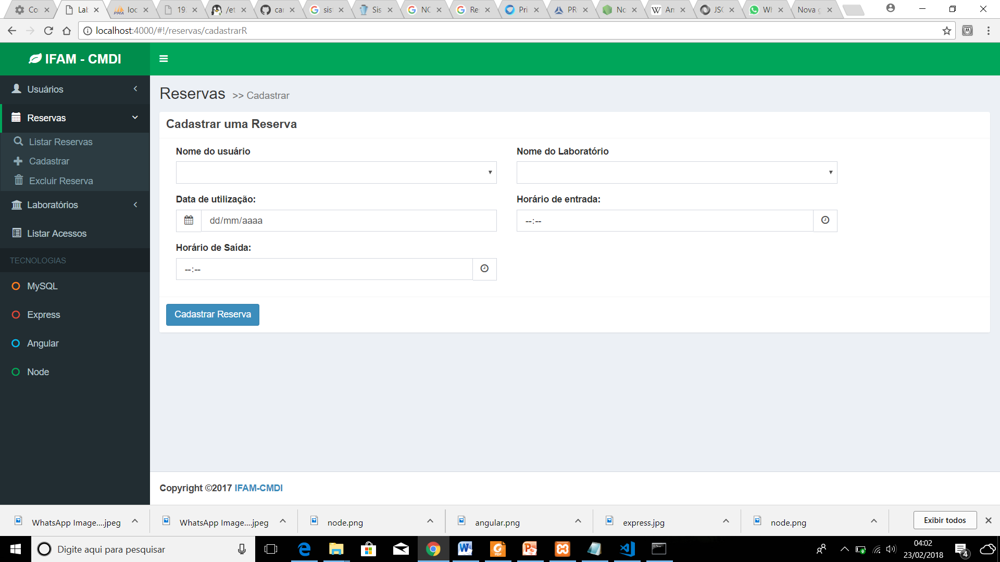 Co
Lab
loc
19
/et
car
sist
Sis
NC
Re
Pri
PR
Nc
W An
JSC
Wh
Nova g
localhost:4000/#!/reservas/cadastrarR
IFAM - CMDI
Usuários
Reservas
Listar Reservas
Cadastrar
Excluir Reserva
Laboratórios
Listar Acessos
TECNOLOGIAS
MySQL
Express
Angular
Node
Reservas >> Cadastrar
Cadastrar uma Reserva
Nome do usuário
Nome do Laboratório
Data de utilização:
Horário de entrada:
dd/mm/aaaa
--:--
Horário de Saída:
--:--
Cadastrar Reserva
Copyright ©2017 IFAM-CMDI
WhatsApp Image....jpeg
WhatsApp Image....jpeg
node.png
angular.png
express.jpg
node.png
Exibir todos
Digite aqui para pesquisar
04:02
23/02/2018
4